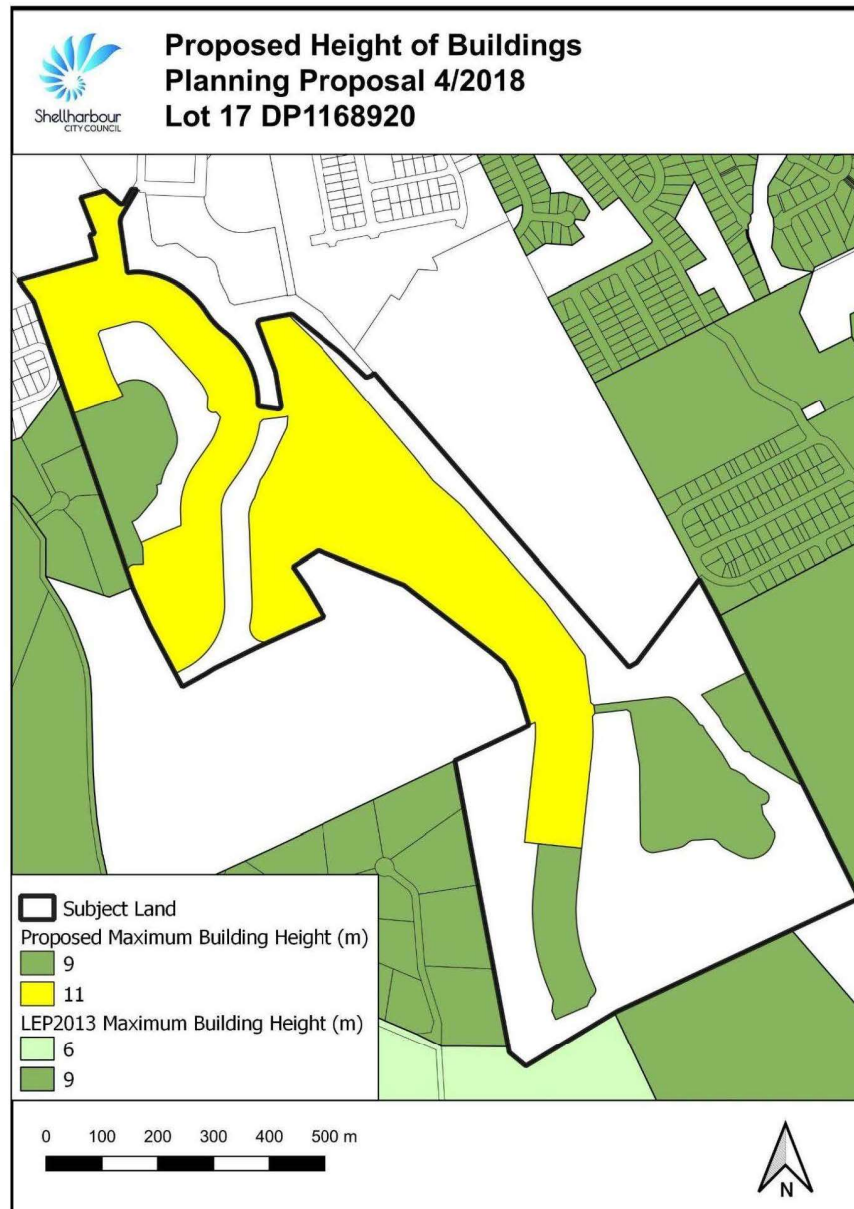 Shellharbour
CITY COUNCIL
Proposed Height of Buildings
Planning Proposal 4/2018
Lot 17 DP1168920
Subject Land
Proposed Maximum Building Height (m)
9
11
LEP2013 Maximum Building Height (m)
6
9
0 100 200 300 400 500 m
N